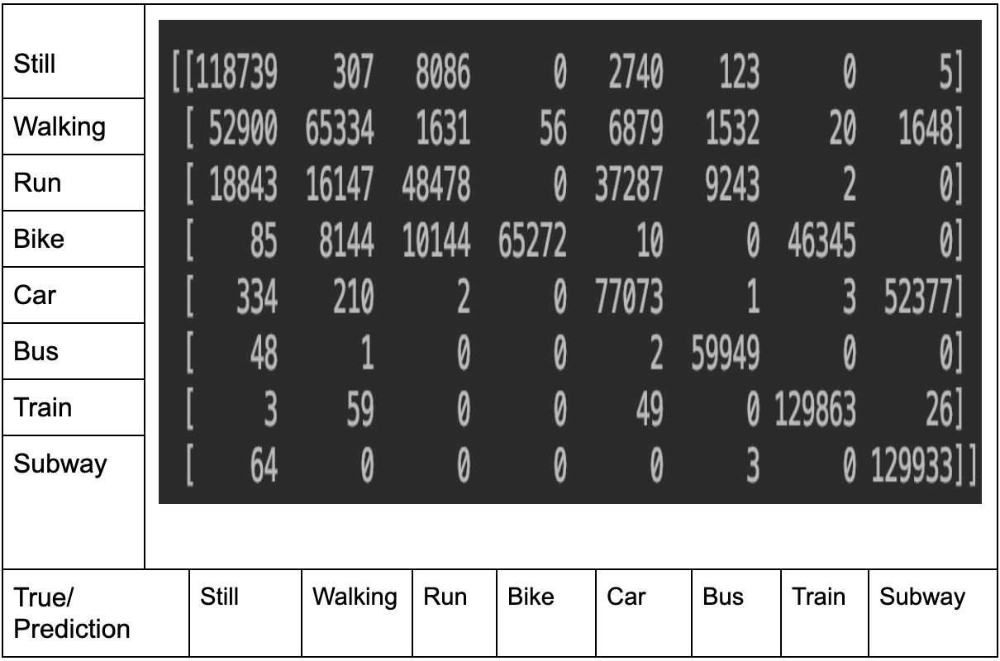 Still [[118739 307 8086 0 2740 123 0 5]
Walking [ 52900 65334 1631 56 6879 1532 20 1648]
Run [ 18843 16147 48478 0 37287 9243 2 0]
Bike [ 85 8144 10144 65272 10 0 46345 0]
Car [ 334 210 2 0 77073 1 3 52377]
Bus [ 48 1 0 0 2 59949 0 0]
Train [ 3 59 0 0 49 0 129863 26]
Subway [ 64 0 0 0 0 3 0 129933]]
True/ Still Walking Run Bike Car Bus Train Subway
Prediction